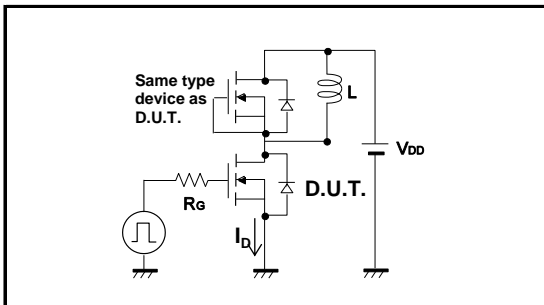 Same type
device as
D.U.T.
L
VDD
D.U.T.
RG
ID